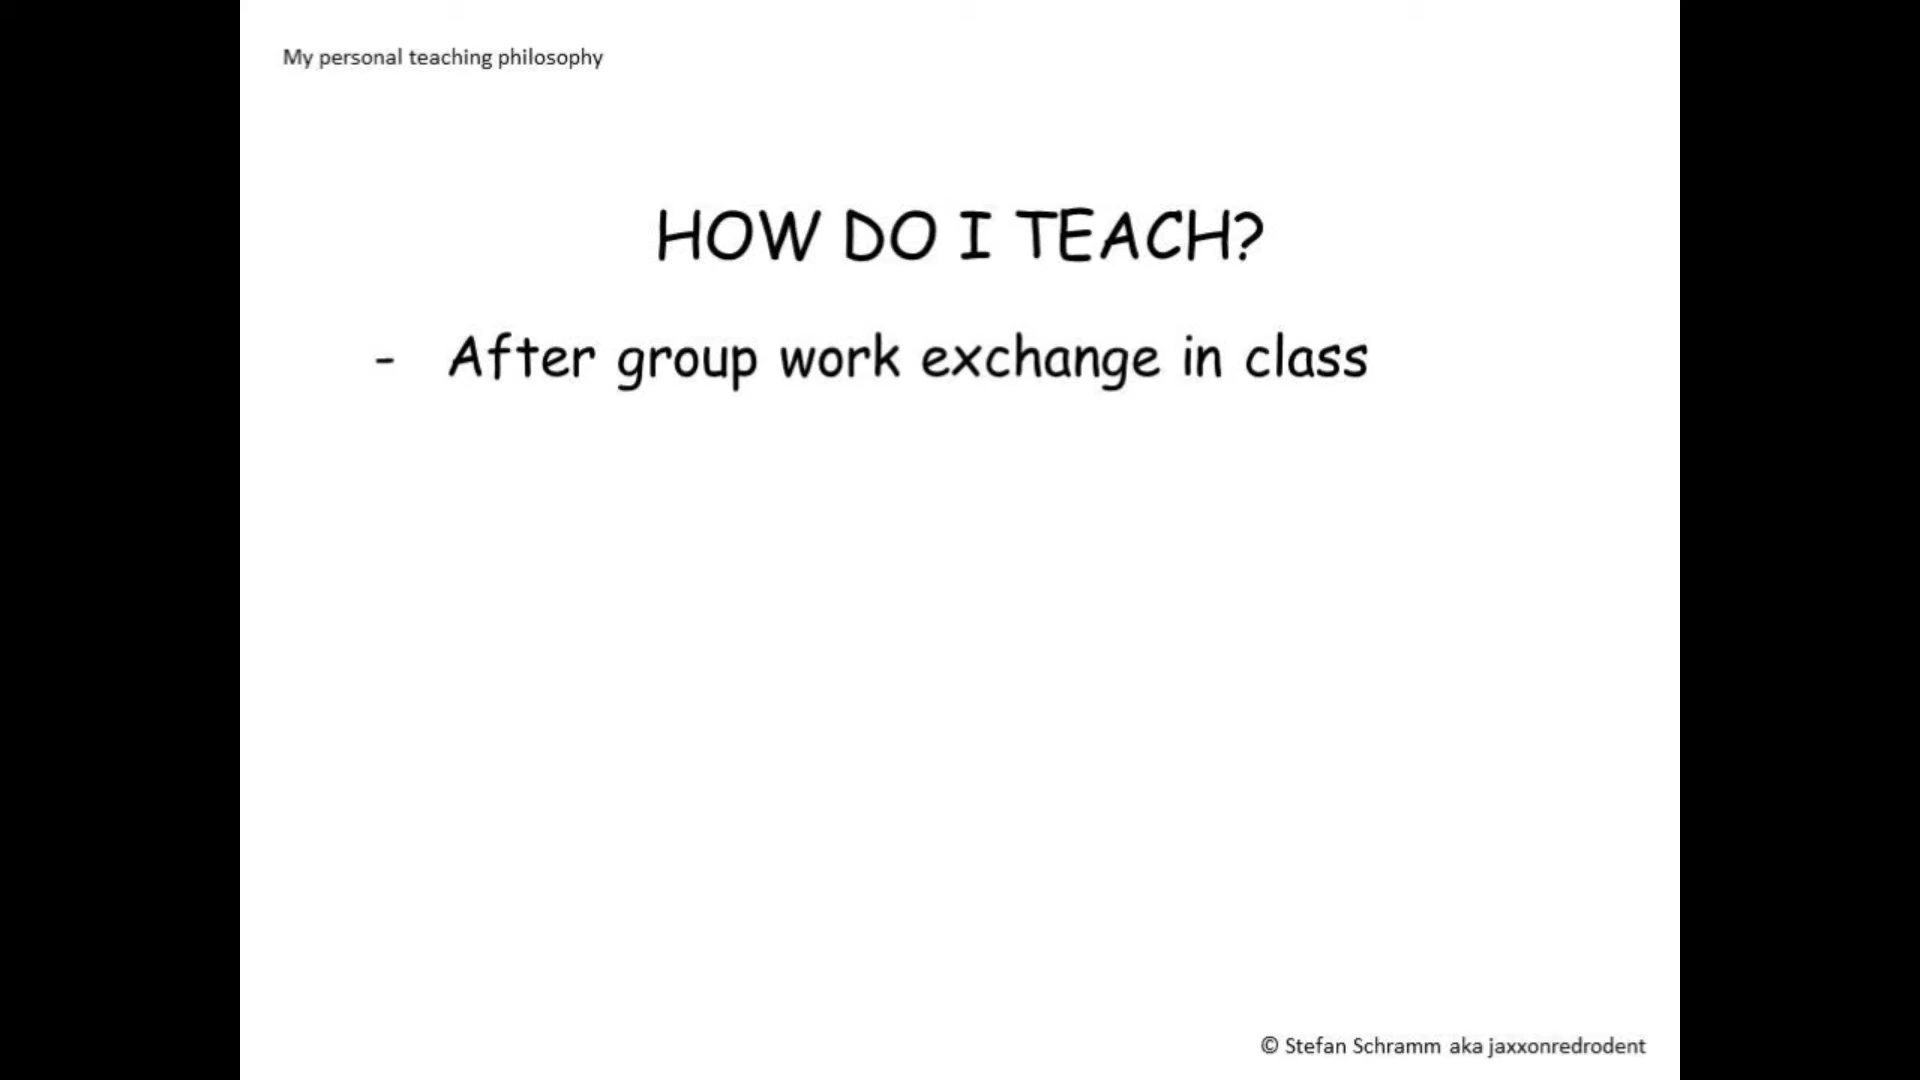 My personal teaching philosophy
HOW DO I TEACH?
- After group work exchange in class
© Stefan Schramm aka jaxxonredrodent